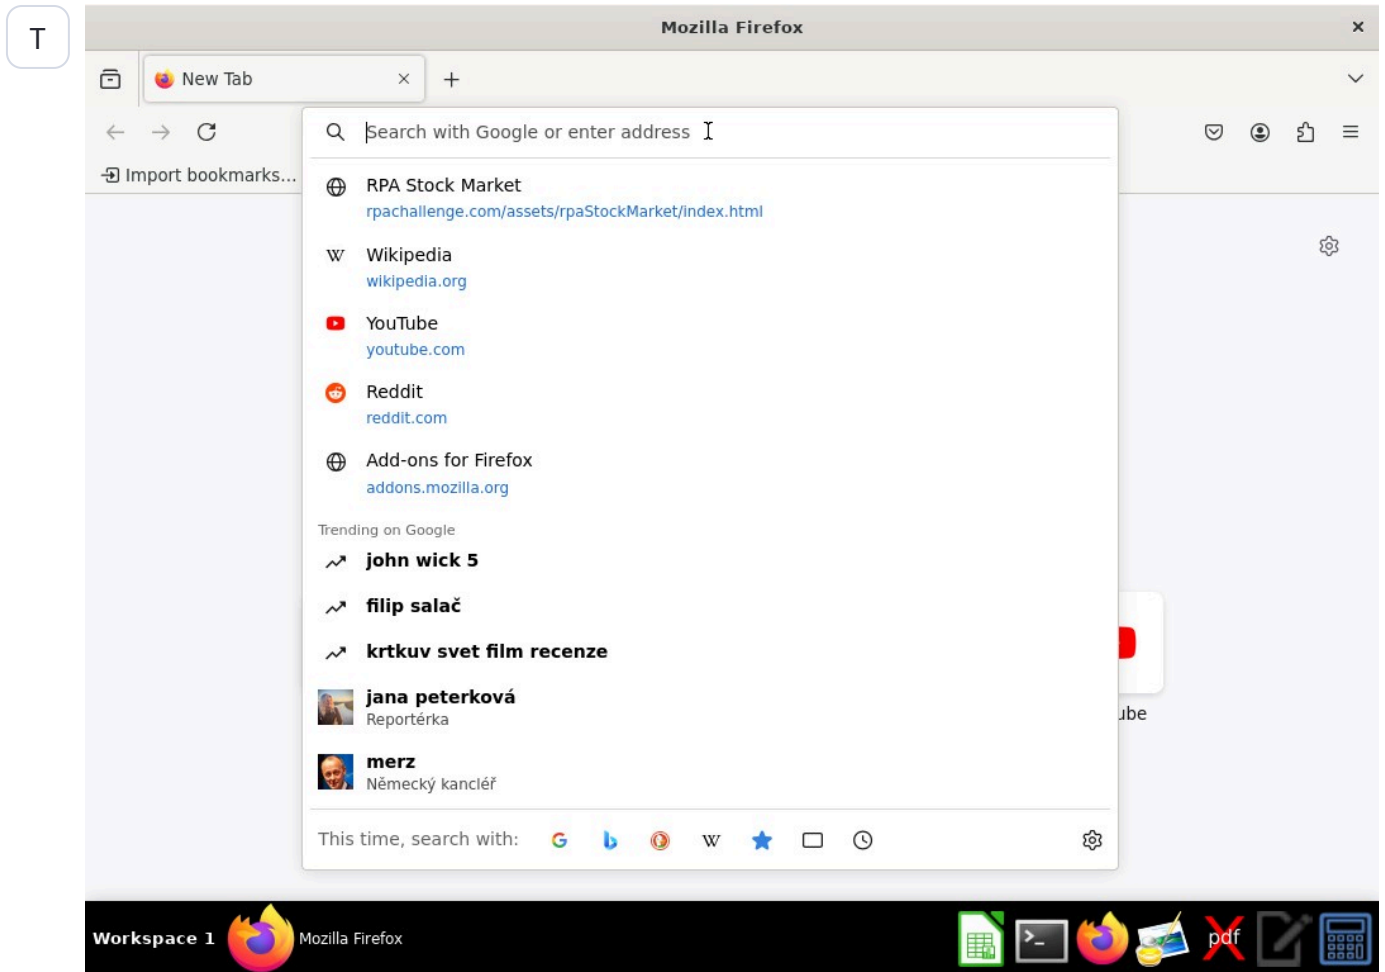 T
Mozilla Firefox
New Tab
Search with Google or enter address
Import bookmarks...
RPA Stock Market
rpachallenge.com/assets/rpaStockMarket/index.html
W
Wikipedia
wikipedia.org
YouTube
youtube.com
Reddit
reddit.com
Add-ons for Firefox
addons.mozilla.org
Trending on Google
john wick 5
filip salač
krtkuv svet film recenze
jana peterková
Reportérka
ube
merz
Německý kancléř
This time, search with:
G
W
Workspace 1
Mozilla Firefox
>_
pdf